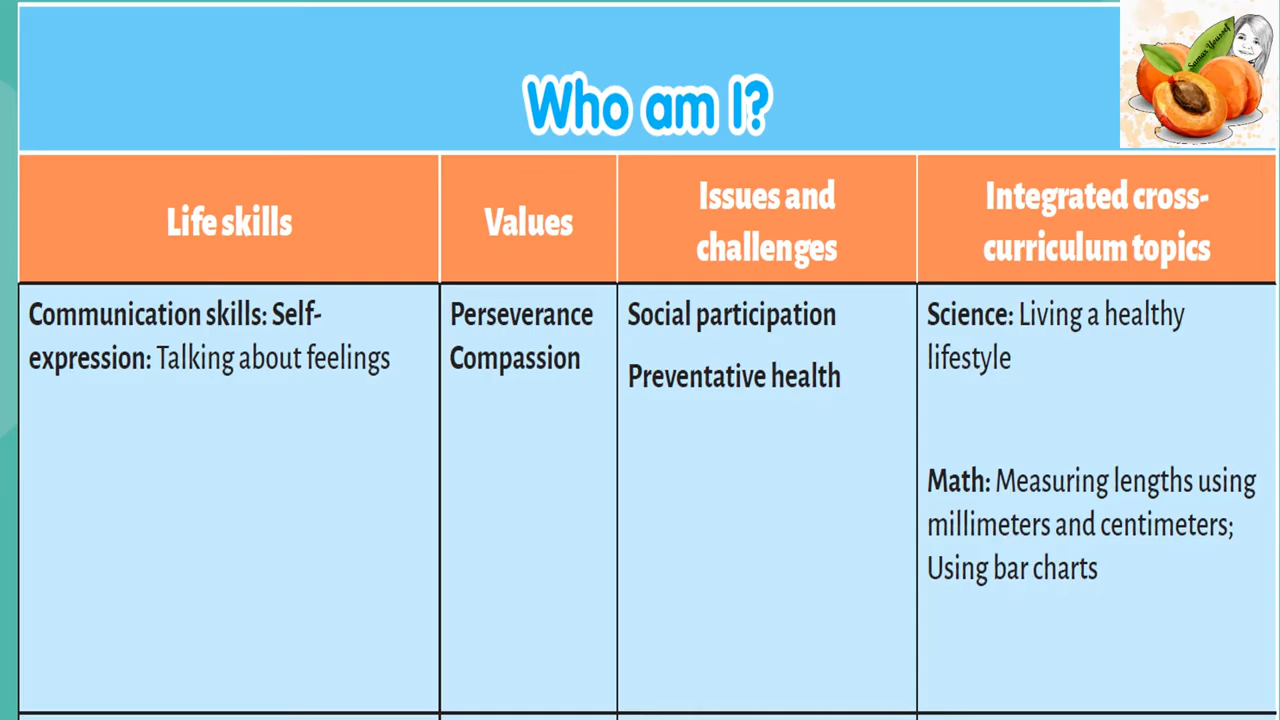 Who am I?
Samar Youssef
Life skills
Values
Issues and
challenges
Integrated cross-
curriculum topics
Communication skills: Self-
expression: Talking about feelings
Perseverance
Compassion
Social participation
Preventative health
Science: Living a healthy
lifestyle
Math: Measuring lengths using
millimeters and centimeters;
Using bar charts